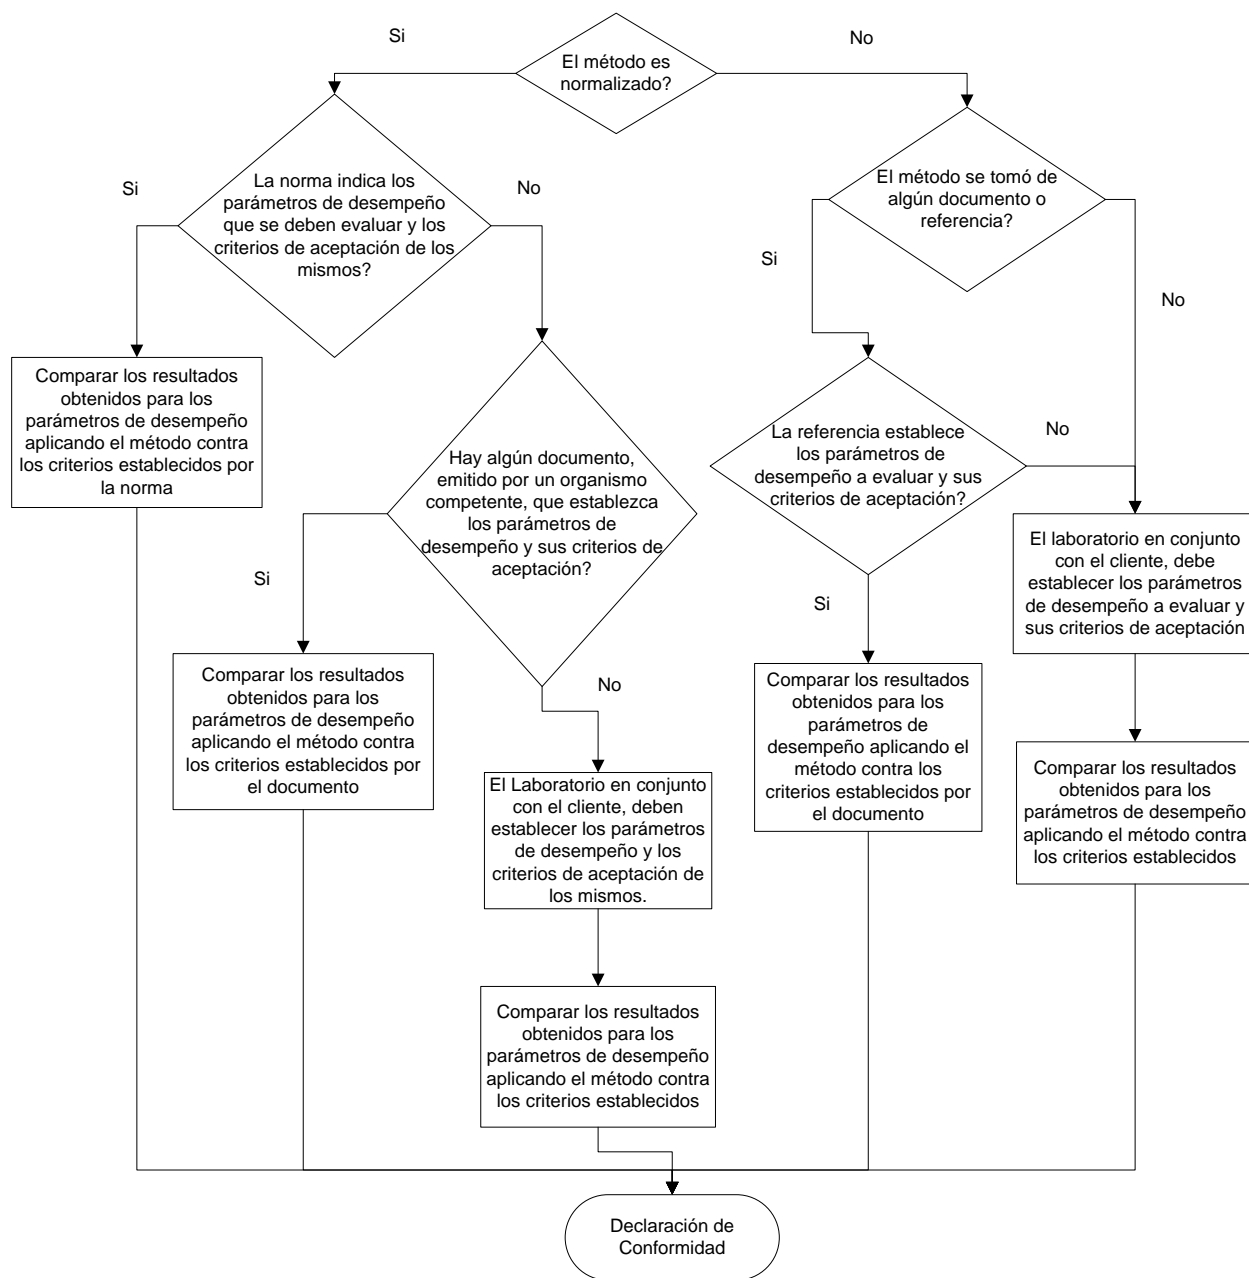 Si
No
El método es
normalizado?
Si
La norma indica los
parámetros de desempeño
que se deben evaluar y los
criterios de aceptación de los
mismos?
No
El método se tomó de
algún documento o
referencia?
Si
No
Comparar los resultados
obtenidos para los
parámetros de desempeño
aplicando el método contra
los criterios establecidos por
la norma
Hay algún documento,
emitido por un organismo
competente, que establezca
los parámetros de
desempeño y sus criterios de
aceptación?
La referencia establece
los parámetros de
desempeño a evaluar y sus
criterios de aceptación?
No
El laboratorio en conjunto
con el cliente, debe
establecer los parámetros
de desempeño a evaluar y
sus criterios de aceptación
Si
Si
Comparar los resultados
obtenidos para los
parámetros de desempeño
aplicando el método contra
los criterios establecidos por
el documento
No
Comparar los resultados
obtenidos para los
parámetros de
desempeño aplicando el
método contra los
criterios establecidos por
el documento
El Laboratorio en conjunto
con el cliente, deben
establecer los parámetros
de desempeño y los
criterios de aceptación de
los mismos.
Comparar los resultados
obtenidos para los
parámetros de desempeño
aplicando el método contra
los criterios establecidos
Comparar los resultados
obtenidos para los
parámetros de desempeño
aplicando el método contra
los criterios establecidos
Declaración de
Conformidad